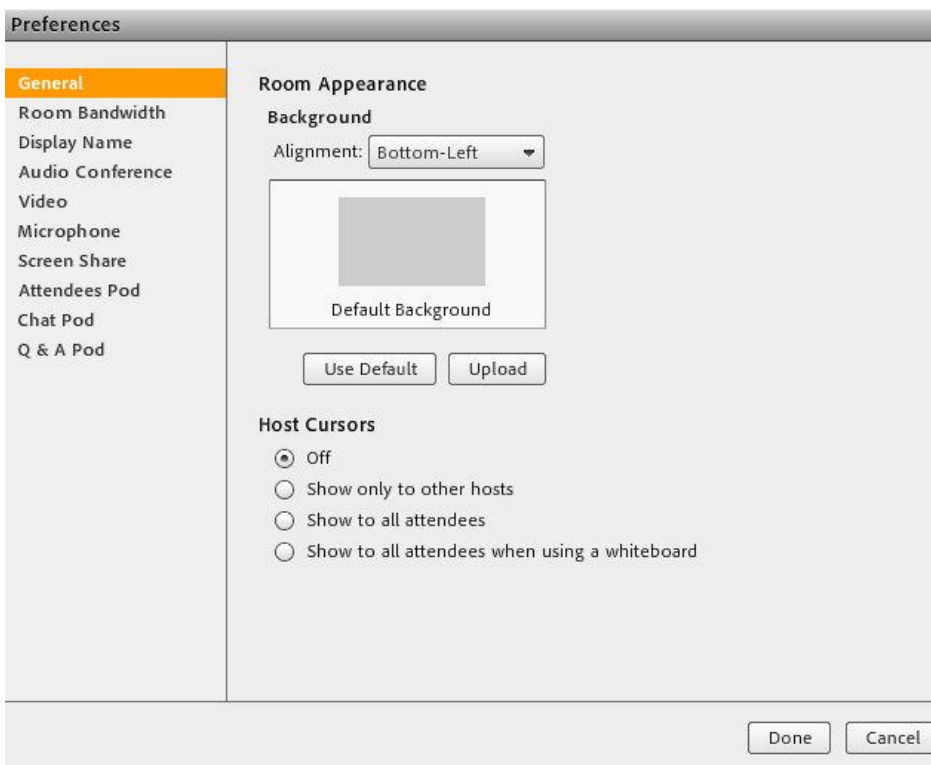 Preferences
General
Room Bandwidth
Display Name
Audio Conference
Video
Microphone
Screen Share
Attendees Pod
Chat Pod
Q & A Pod
Room Appearance
Background
Alignment: Bottom-Left
Default Background
Use Default Upload
Host Cursors
Off
Show only to other hosts
Show to all attendees
Show to all attendees when using a whiteboard
Done Cancel